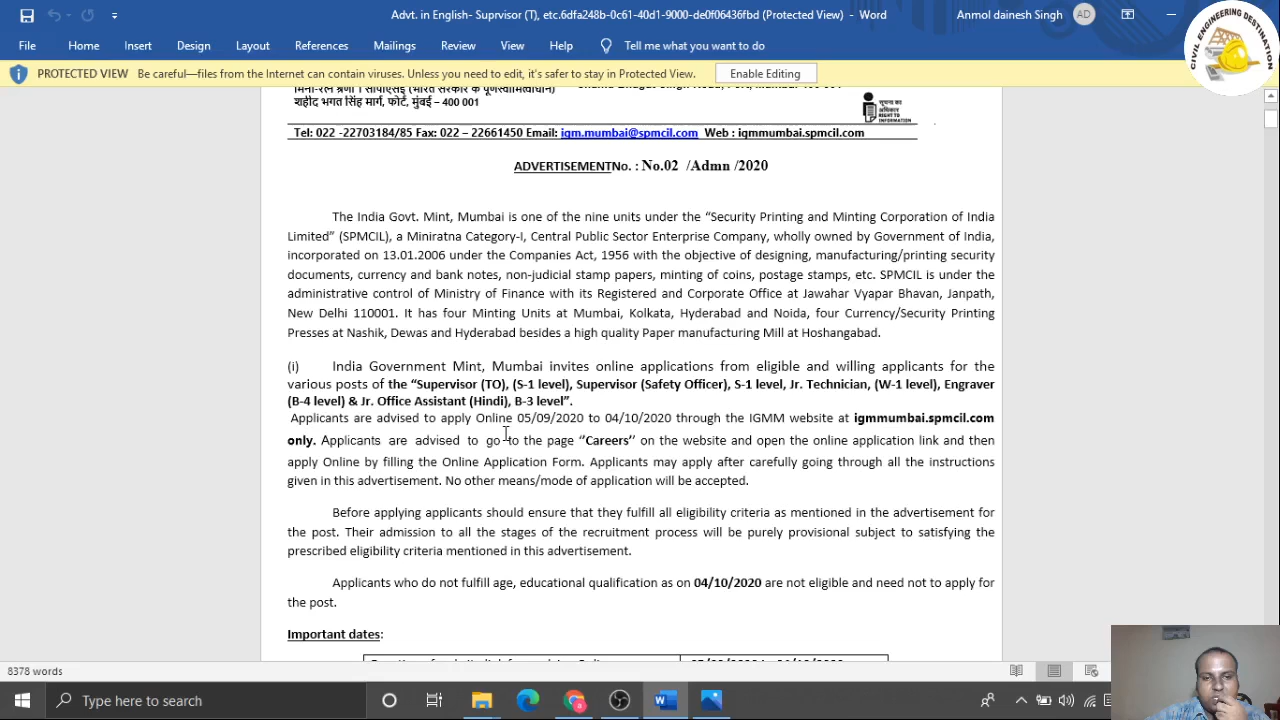 Advt. in English- Suprvisor (T), etc.6dfa248b-0c61-40d1-9000-de0f06436fbd (Protected View) - Word
Anmol dainesh Singh
AD
File Home Insert Design Layout References Mailings Review View Help Tell me what you want to do
PROTECTED VIEW Be careful—files from the Internet can contain viruses. Unless you need to edit, it's safer to stay in Protected View. Enable Editing
CIVIL ENGINEERING DESTINATION
शहीद भगत सिंह मार्ग, फोर्ट, मुंबई – 400 001
सूचना का
अधिकार
RIGHT TO
INFORMATION
Tel: 022 -22703184/85 Fax: 022 – 22661450 Email: igm.mumbai@spmcil.com Web : igmmumbai.spmcil.com
ADVERTISEMENTNo. : No.02 /Admn /2020
The India Govt. Mint, Mumbai is one of the nine units under the “Security Printing and Minting Corporation of India
Limited” (SPMCIL), a Miniratna Category-I, Central Public Sector Enterprise Company, wholly owned by Government of India,
incorporated on 13.01.2006 under the Companies Act, 1956 with the objective of designing, manufacturing/printing security
documents, currency and bank notes, non-judicial stamp papers, minting of coins, postage stamps, etc. SPMCIL is under the
administrative control of Ministry of Finance with its Registered and Corporate Office at Jawahar Vyapar Bhavan, Janpath,
New Delhi 110001. It has four Minting Units at Mumbai, Kolkata, Hyderabad and Noida, four Currency/Security Printing
Presses at Nashik, Dewas and Hyderabad besides a high quality Paper manufacturing Mill at Hoshangabad.
(i) India Government Mint, Mumbai invites online applications from eligible and willing applicants for the
various posts of the “Supervisor (TO), (S-1 level), Supervisor (Safety Officer), S-1 level, Jr. Technician, (W-1 level), Engraver
(B-4 level) & Jr. Office Assistant (Hindi), B-3 level”.
Applicants are advised to apply Online 05/09/2020 to 04/10/2020 through the IGMM website at igmmumbai.spmcil.com
only. Applicants are advised to go to the page ‘’Careers’’ on the website and open the online application link and then
apply Online by filling the Online Application Form. Applicants may apply after carefully going through all the instructions
given in this advertisement. No other means/mode of application will be accepted.
Before applying applicants should ensure that they fulfill all eligibility criteria as mentioned in the advertisement for
the post. Their admission to all the stages of the recruitment process will be purely provisional subject to satisfying the
prescribed eligibility criteria mentioned in this advertisement.
Applicants who do not fulfill age, educational qualification as on 04/10/2020 are not eligible and need not to apply for
the post.
Important dates:
8378 words
Type here to search